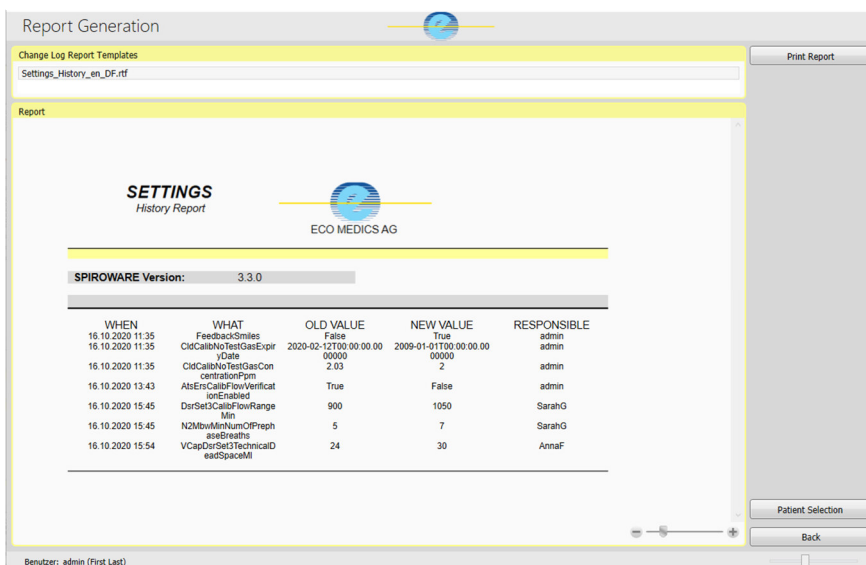 Report Generation
Change Log Report Templates
Print Report
Settings_History_en_DF.rtf
Report
SETTINGS
History Report
ECO MEDICS AG
SPIROWARE Version: 3.3.0
WHEN WHAT OLD VALUE NEW VALUE RESPONSIBLE
16.10.2020 11:35 FeedbackSmiles False True admin
16.10.2020 11:35 CldCalibNoTestGasExpir 2020-02-12T00:00:00.00 2009-01-01T00:00:00.00 admin
yDate 00000 00000
16.10.2020 11:35 CldCalibNoTestGasCon 2.03 2 admin
centrationPpm
16.10.2020 13:43 AtsErsCalibFlowVerificat True False admin
ionEnabled
16.10.2020 15:45 DsrSet3CalibFlowRange 900 1050 SarahG
Min
16.10.2020 15:45 N2MbwMinNumOfPreph 5 7 SarahG
aseBreaths
16.10.2020 15:54 VCapDsrSet3TechnicalD 24 30 AnnaF
eadSpaceMl
Patient Selection
Back
Benutzer: admin (First Last)